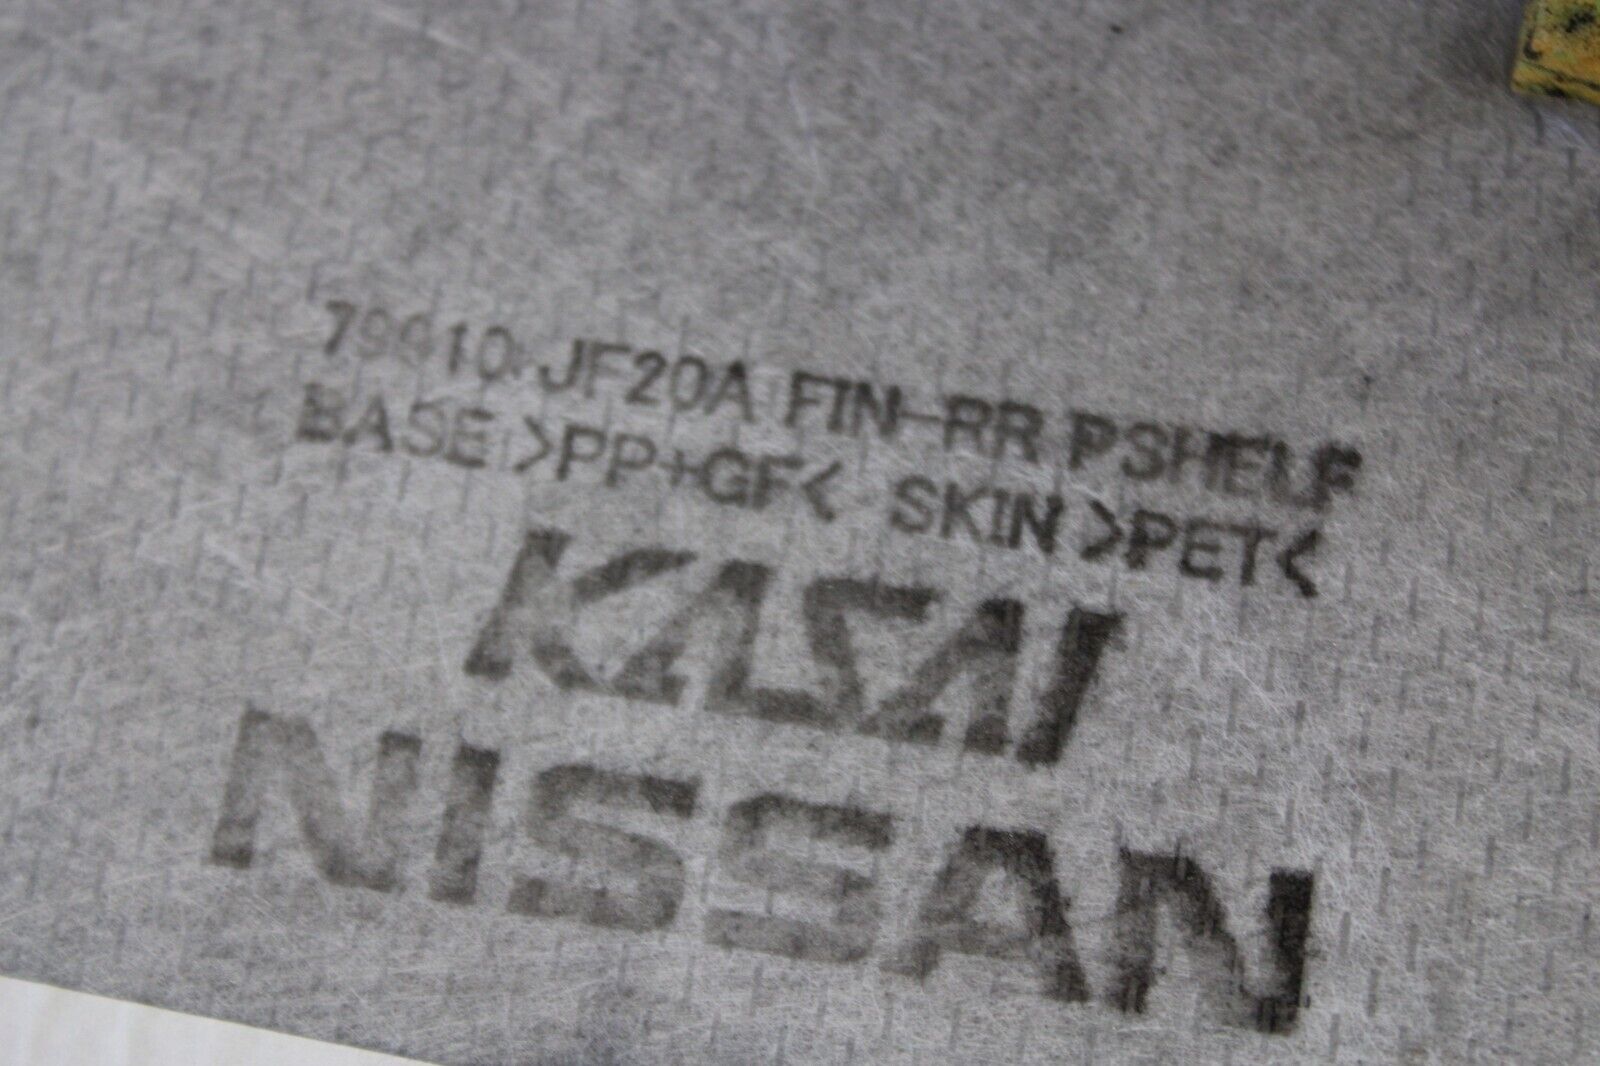 79910 JF20A FIN-RR PSHELF
BASE >PP+GF< SKIN >PET<
KASAI
NISSAN